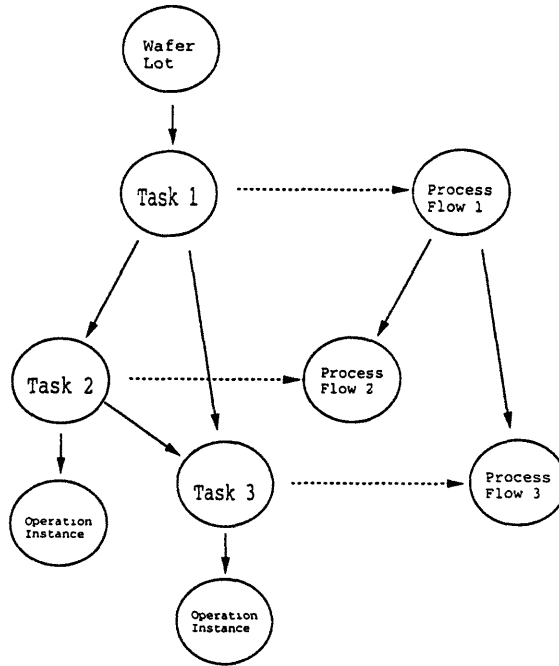 Wafer
Lot
Task 1
Process
Flow 1
Task 2
Process
Flow 2
Task 3
Process
Flow 3
Operation
Instance
Operation
Instance